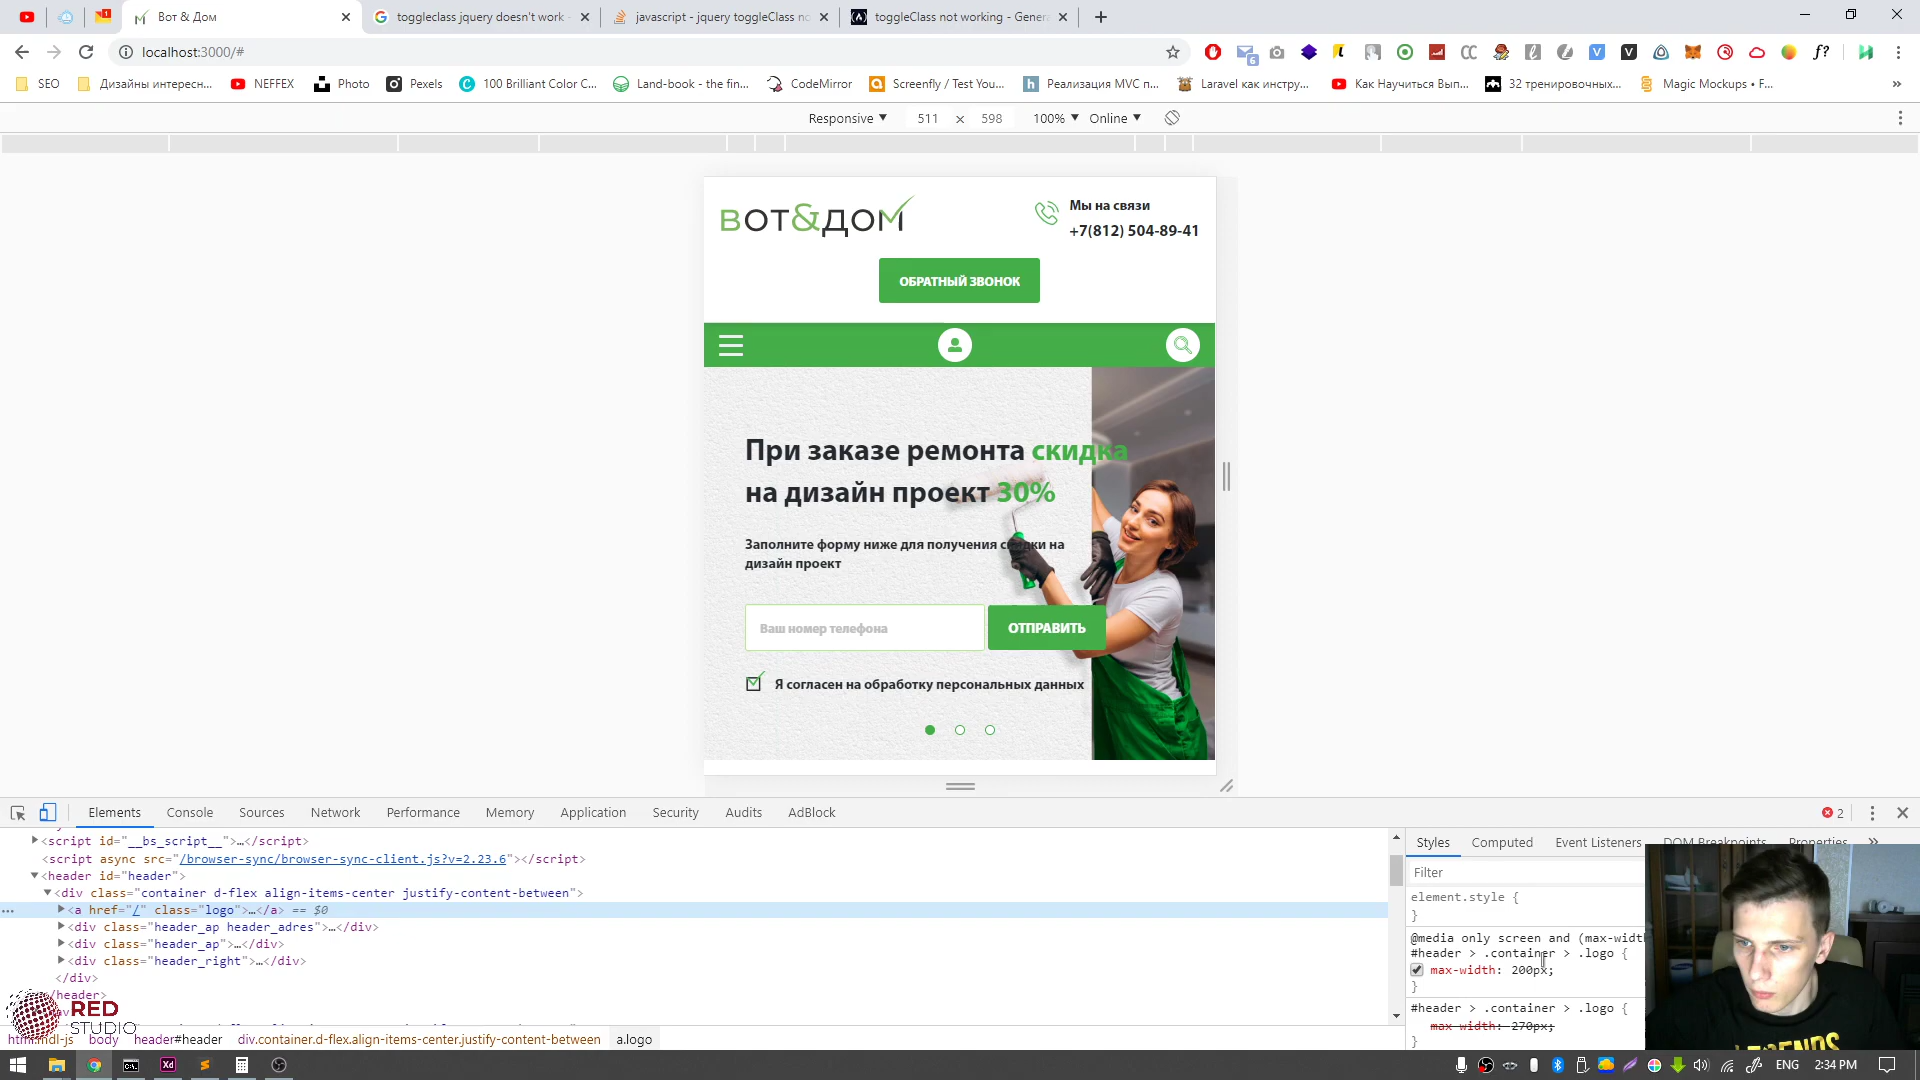 Вот & Дом
toggleclass jquery doesn't work -
javascript - jquery toggleClass no
toggleClass not working - Genera
localhost:3000/#
SEO
Дизайны интересн...
NEFFEX
Photo
Pexels
100 Brilliant Color C...
Land-book - the fin...
CodeMirror
Screenfly / Test You...
Реализация MVC п...
Laravel как инстру...
Как Научиться Вып...
32 тренировочных...
Magic Mockups • F...
»
Responsive ▼ 511 × 598 100% ▼ Online ▼
ВОТ&ДОМ
Мы на связи
+7(812) 504-89-41
ОБРАТНЫЙ ЗВОНОК
При заказе ремонта скидка
на дизайн проект 30%
Заполните форму ниже для получения скидки на
дизайн проект
Ваш номер телефона
ОТПРАВИТЬ
Я согласен на обработку персональных данных
Elements Console Sources Network Performance Memory Application Security Audits AdBlock
2
<script id="__bs_script__">…</script>
<script async src="/browser-sync/browser-sync-client.js?v=2.23.6"></script>
<header id="header">
<div class="container d-flex align-items-center justify-content-between">
<a href="/" class="logo">…</a> == $0
<div class="header_ap header_adres">…</div>
<div class="header_ap">…</div>
<div class="header_right">…</div>
</div>
</header>
RED
STUDIO
html.mdl-js body header#header div.container.d-flex.align-items-center.justify-content-between a.logo
Styles Computed Event Listeners DOM Breakpoints Properties »
Filter
element.style {
}
@media only screen and (max-width
#header > .container > .logo {
max-width: 200px;
}
#header > .container > .logo {
max-width: 270px;
}
LEGENDS
ENG 2:34 PM